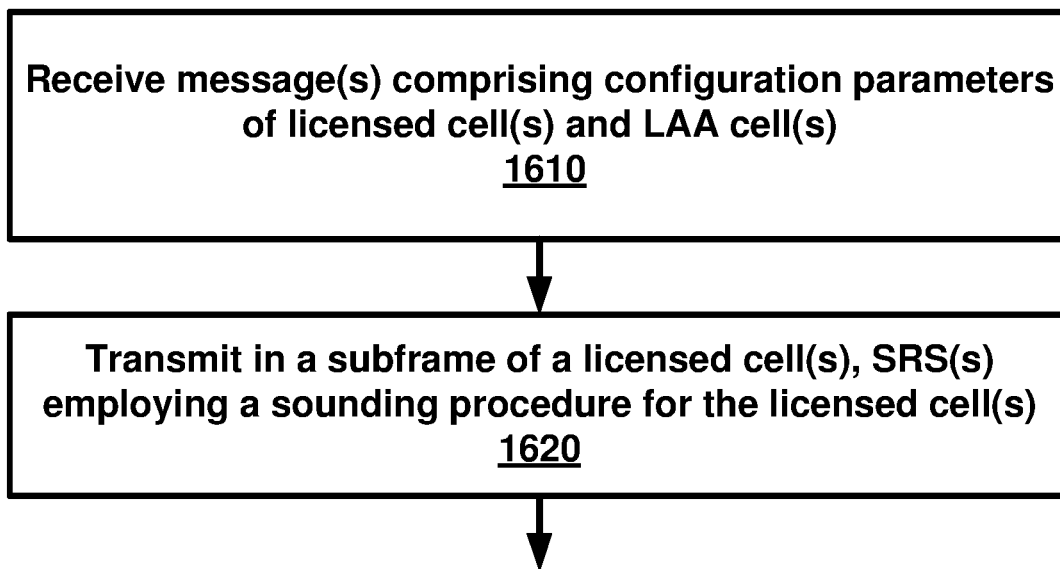 Receive message(s) comprising configuration parameters
of licensed cell(s) and LAA cell(s)
1610
Transmit in a subframe of a licensed cell(s), SRS(s)
employing a sounding procedure for the licensed cell(s)
1620